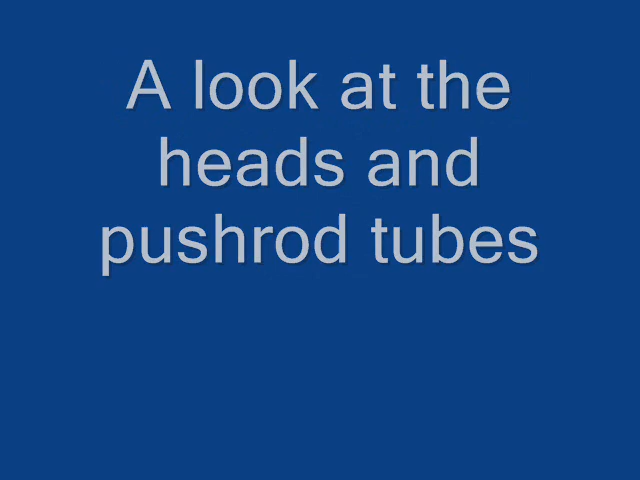 A look at the
heads and
pushrod tubes